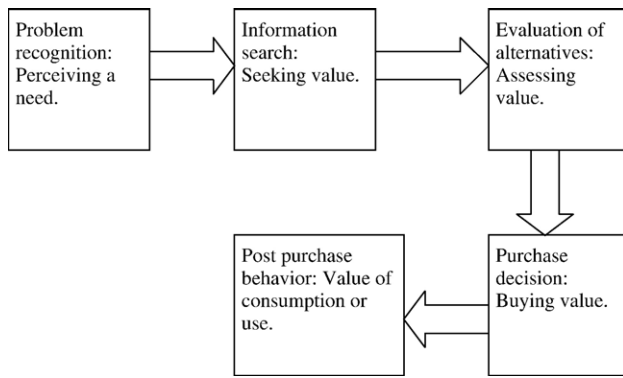 Problem
recognition:
Perceiving a
need.
Information
search:
Seeking value.
Evaluation of
alternatives:
Assessing
value.
Purchase
decision:
Buying value.
Post purchase
behavior: Value of
consumption or
use.